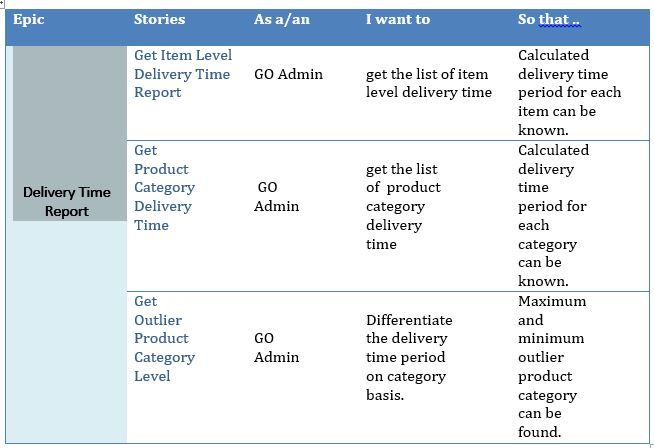 Epic
Stories
As a/an
I want to
So that ..
Delivery Time
Report
Get Item Level
Delivery Time
Report
GO Admin
get the list of item
level delivery time
Calculated
delivery time
period for each
item can be
known.
Get
Product
Category
Delivery
Time
GO
Admin
get the list
of product
category
delivery
time
Calculated
delivery
time
period for
each
category
can be
known.
Get
Outlier
Product
Category
Level
GO
Admin
Differentiate
the delivery
time period
on category
basis.
Maximum
and
minimum
outlier
product
category
can be
found.